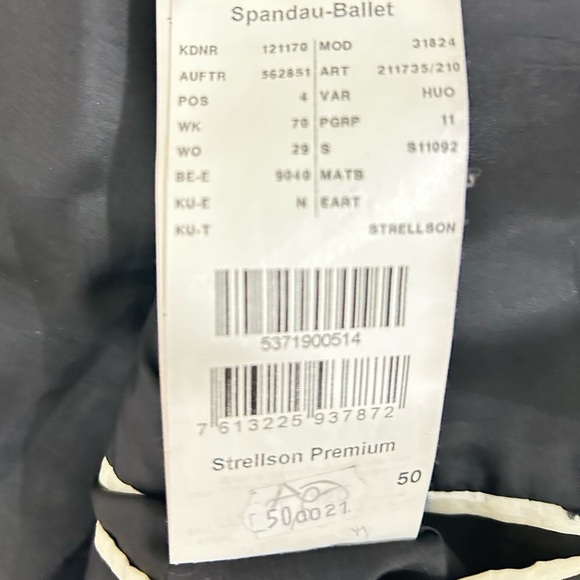 Spandau-Ballet
KDNR 121170 MOD 31824
AUFTR 562851 ART 211735/210
POS 4 VAR HUO
WK 70 PGRP 11
WO 29 S S11092
BE-E 9040 MATS
KU-E N EART
KU-T STRELLSON
5371900514
7 613225 937872
Strellson Premium
50
50,0021